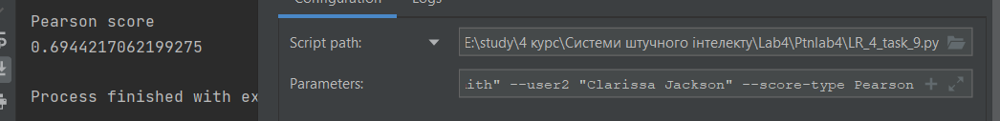 Pearson score
0.6944217062199275
Process finished with ex
Configuration Logs
Script path: E:\study\4 курс\Системи штучного інтелекту\Lab4\Ptnlab4\LR_4_task_9.py
Parameters: ith" --user2 "Clarissa Jackson" --score-type Pearson